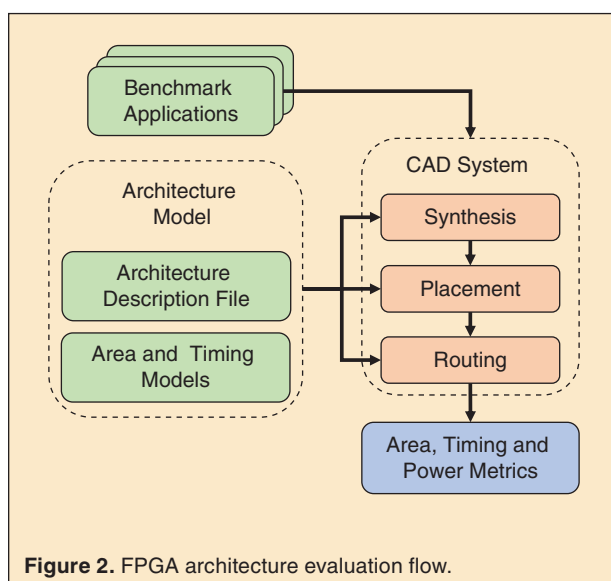 Benchmark
Applications
Architecture
Model
Architecture
Description File
Area and Timing
Models
CAD System
Synthesis
Placement
Routing
Area, Timing and
Power Metrics
Figure 2. FPGA architecture evaluation flow.